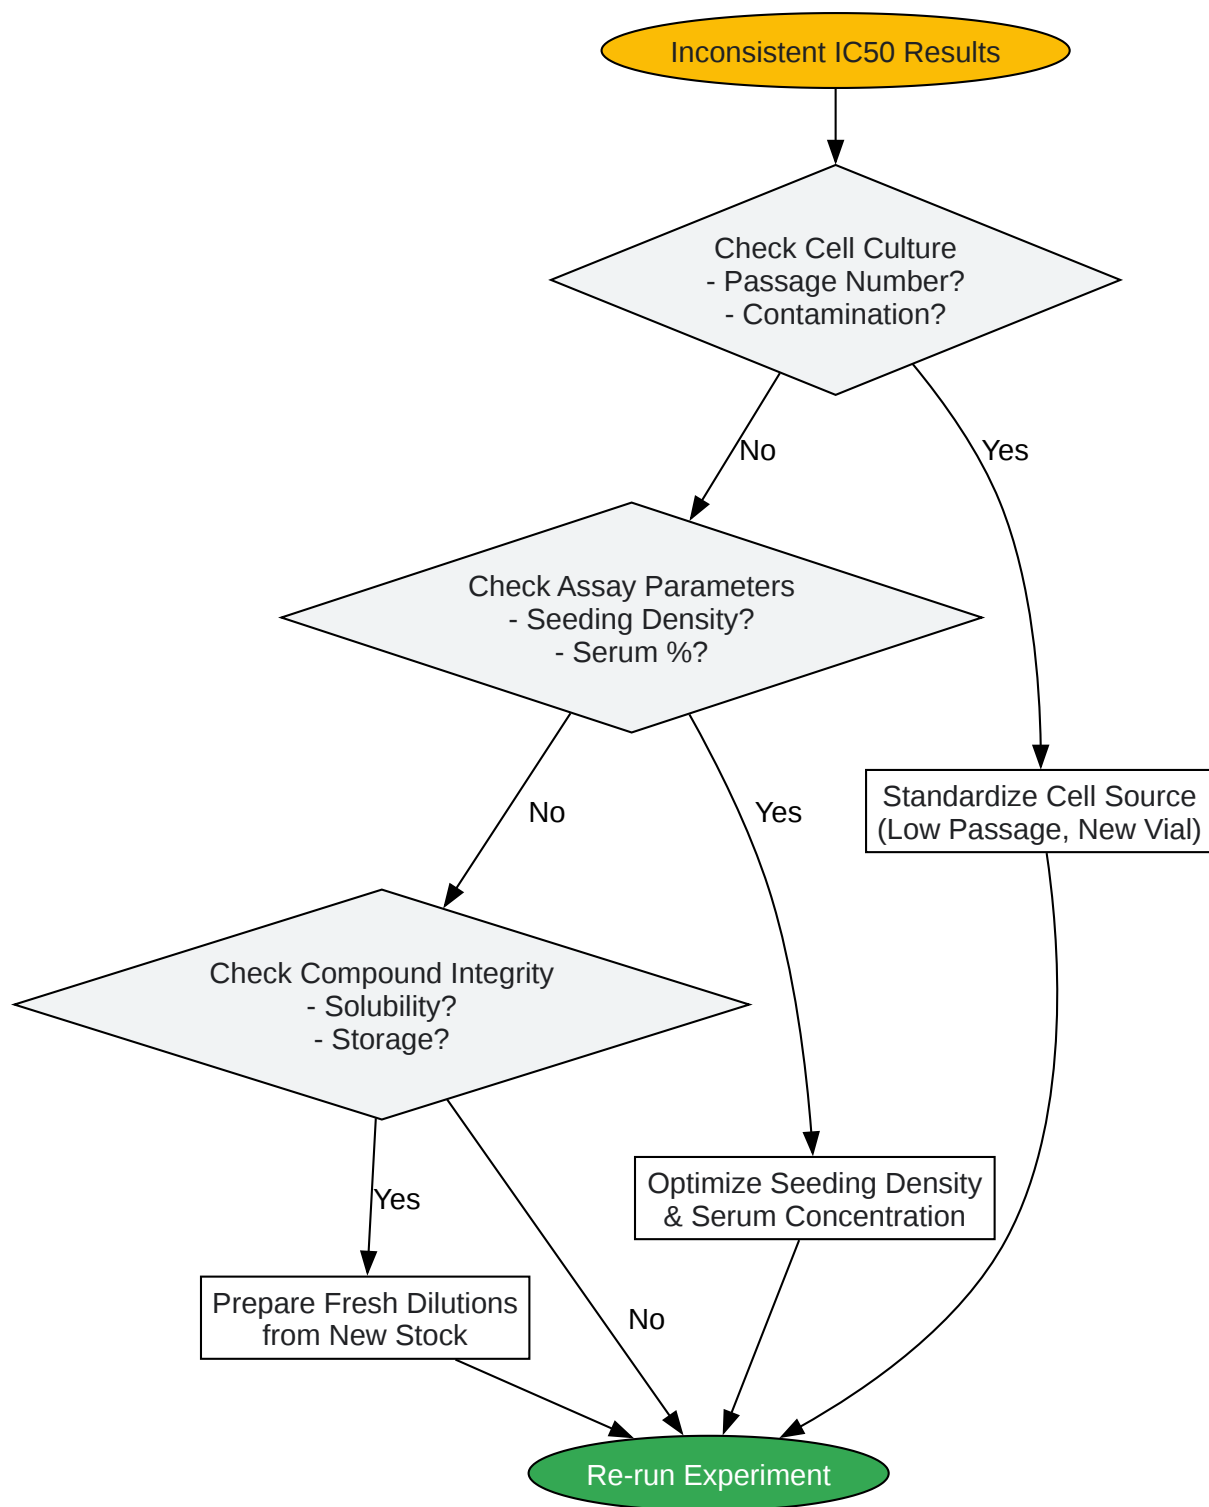 Inconsistent IC50 Results
Check Cell Culture
- Passage Number?
- Contamination?
No
Yes
Check Assay Parameters
- Seeding Density?
- Serum %?
No
Yes
Standardize Cell Source
(Low Passage, New Vial)
Check Compound Integrity
- Solubility?
- Storage?
Yes
Optimize Seeding Density
& Serum Concentration
Prepare Fresh Dilutions
from New Stock
No
Re-run Experiment